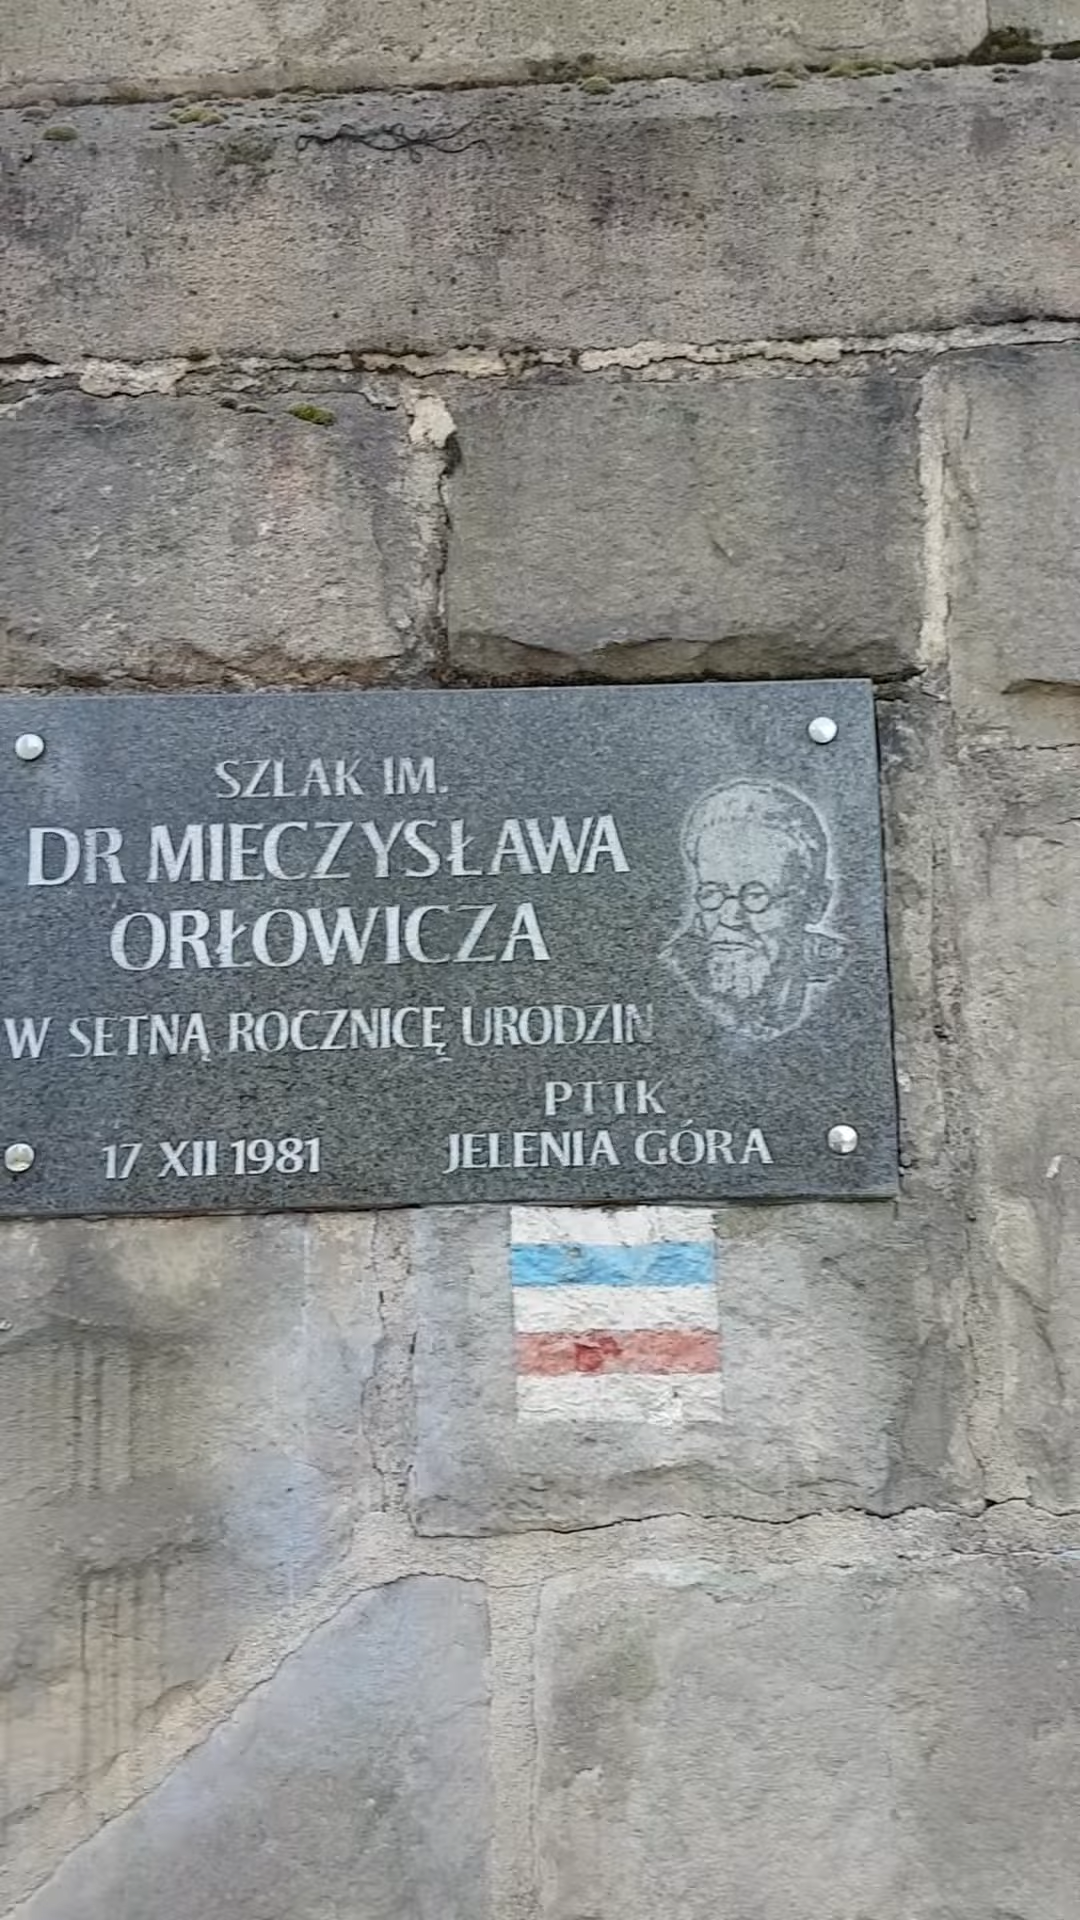 SZLAK IM.
DR MIECZYSŁAWA
ORŁOWICZA
W SETNĄ ROCZNICĘ URODZIN
PTTK
17 XII 1981 JELENIA GÓRA